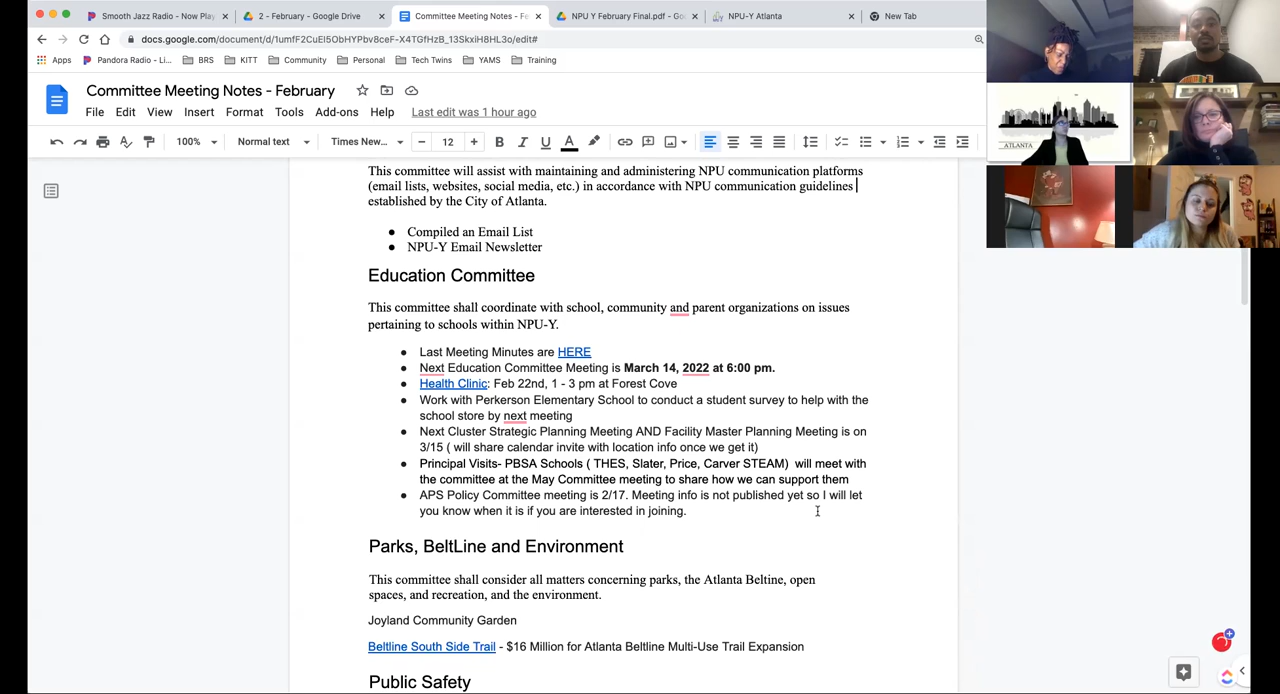 Smooth Jazz Radio - Now Play
2 - February - Google Drive
Committee Meeting Notes - Fe
NPU Y February Final.pdf - Go
NPU-Y Atlanta
New Tab
docs.google.com/document/d/1umfF2CuEl5ObHYPbv8ceF-X4TGfHzB_13SkxiH8HL3o/edit#
Apps
Pandora Radio - Li...
BRS
KITT
Community
Personal
Tech Twins
YAMS
Training
Committee Meeting Notes - February
File Edit View Insert Format Tools Add-ons Help Last edit was 1 hour ago
100% Normal text Times New... 12 B I U A
This committee will assist with maintaining and administering NPU communication platforms
(email lists, websites, social media, etc.) in accordance with NPU communication guidelines
established by the City of Atlanta.
● Compiled an Email List
● NPU-Y Email Newsletter
Education Committee
This committee shall coordinate with school, community and parent organizations on issues
pertaining to schools within NPU-Y.
● Last Meeting Minutes are HERE
● Next Education Committee Meeting is March 14, 2022 at 6:00 pm.
● Health Clinic: Feb 22nd, 1 - 3 pm at Forest Cove
● Work with Perkerson Elementary School to conduct a student survey to help with the
school store by next meeting
● Next Cluster Strategic Planning Meeting AND Facility Master Planning Meeting is on
3/15 ( will share calendar invite with location info once we get it)
● Principal Visits- PBSA Schools ( THES, Slater, Price, Carver STEAM) will meet with
the committee at the May Committee meeting to share how we can support them
● APS Policy Committee meeting is 2/17. Meeting info is not published yet so I will let
you know when it is if you are interested in joining.
Parks, BeltLine and Environment
This committee shall consider all matters concerning parks, the Atlanta Beltine, open
spaces, and recreation, and the environment.
Joyland Community Garden
Beltline South Side Trail - $16 Million for Atlanta Beltline Multi-Use Trail Expansion
Public Safety
ATLANTA